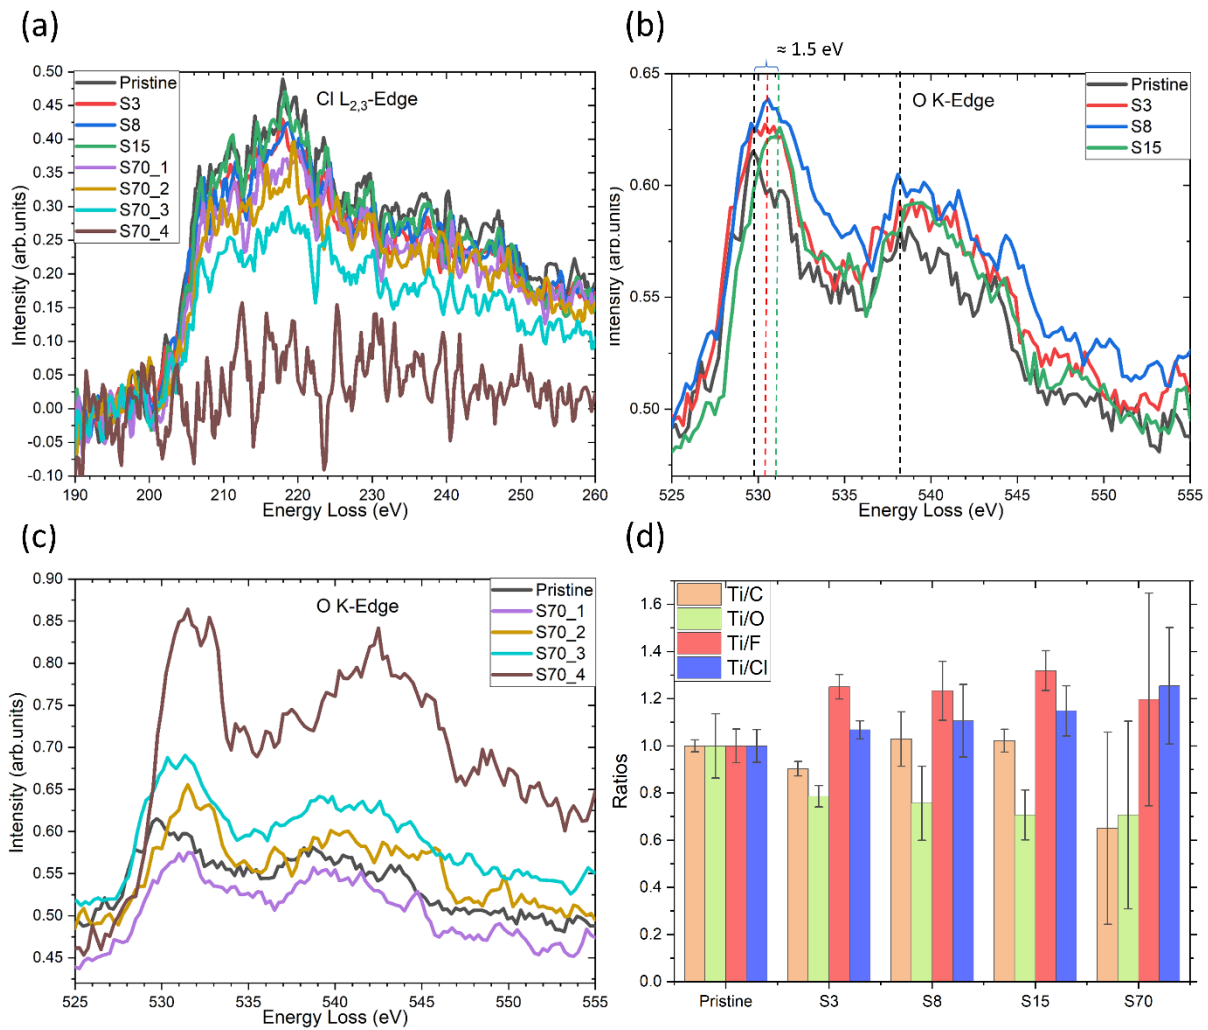 (a)
Cl L2,3-Edge
Pristine
S3
S8
S15
S70_1
S70_2
S70_3
S70_4
Intensity (arb.units)
0.50
0.45
0.40
0.35
0.30
0.25
0.20
0.15
0.10
0.05
0.00
-0.05
-0.10
190 200 210 220 230 240 250 260
Energy Loss (eV)
(b)
≈ 1.5 eV
O K-Edge
Pristine
S3
S8
S15
Intensity (arb.units)
0.65
0.60
0.55
0.50
525 530 535 540 545 550 555
Energy Loss (eV)
(c)
O K-Edge
Pristine
S70_1
S70_2
S70_3
S70_4
Intensity (arb.units)
0.90
0.85
0.80
0.75
0.70
0.65
0.60
0.55
0.50
0.45
525 530 535 540 545 550 555
Energy Loss (eV)
(d)
Ti/C
Ti/O
Ti/F
Ti/Cl
Ratios
1.6
1.4
1.2
1.0
0.8
0.6
0.4
0.2
0.0
Pristine S3 S8 S15 S70